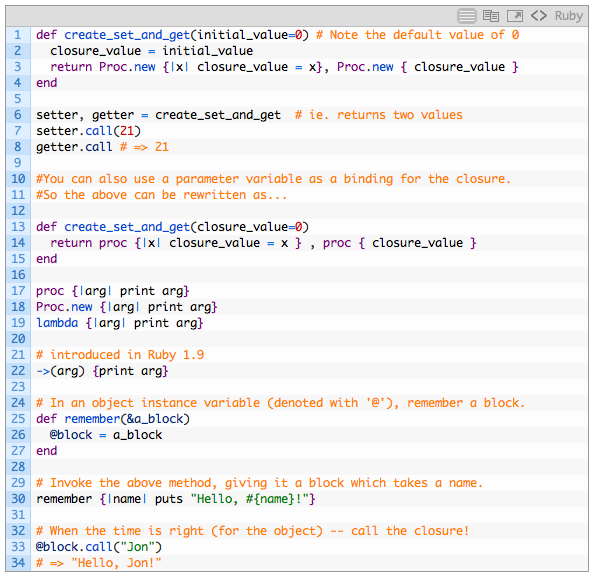 Ruby
1 def create_set_and_get(initial_value=0) # Note the default value of 0
2   closure_value = initial_value
3   return Proc.new {|x| closure_value = x}, Proc.new { closure_value }
4 end
5
6 setter, getter = create_set_and_get  # ie. returns two values
7 setter.call(21)
8 getter.call # => 21
9
10 #You can also use a parameter variable as a binding for the closure.
11 #So the above can be rewritten as...
12
13 def create_set_and_get(closure_value=0)
14   return proc {|x| closure_value = x } , proc { closure_value }
15 end
16
17 proc {|arg| print arg}
18 Proc.new {|arg| print arg}
19 lambda {|arg| print arg}
20
21 # introduced in Ruby 1.9
22 ->(arg) {print arg}
23
24 # In an object instance variable (denoted with '@'), remember a block.
25 def remember(&a_block)
26   @block = a_block
27 end
28
29 # Invoke the above method, giving it a block which takes a name.
30 remember {|name| puts "Hello, #{name}!"}
31
32 # When the time is right (for the object) -- call the closure!
33 @block.call("Jon")
34 # => "Hello, Jon!"